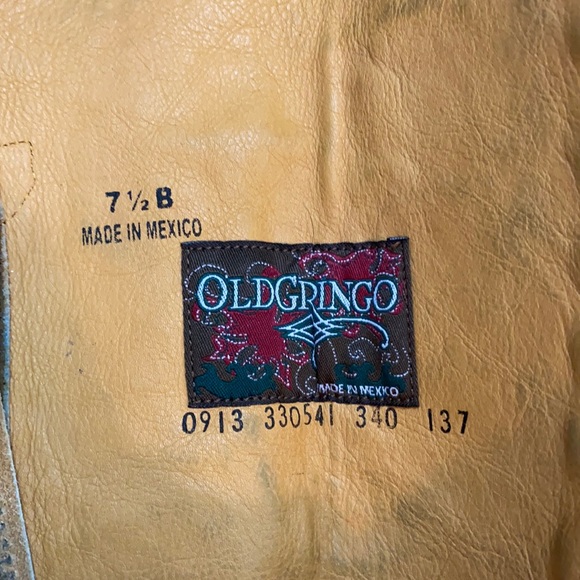 7 ½ B
MADE IN MEXICO
OLDGRINGO
MADE IN MEXICO
0913 330541 340 137